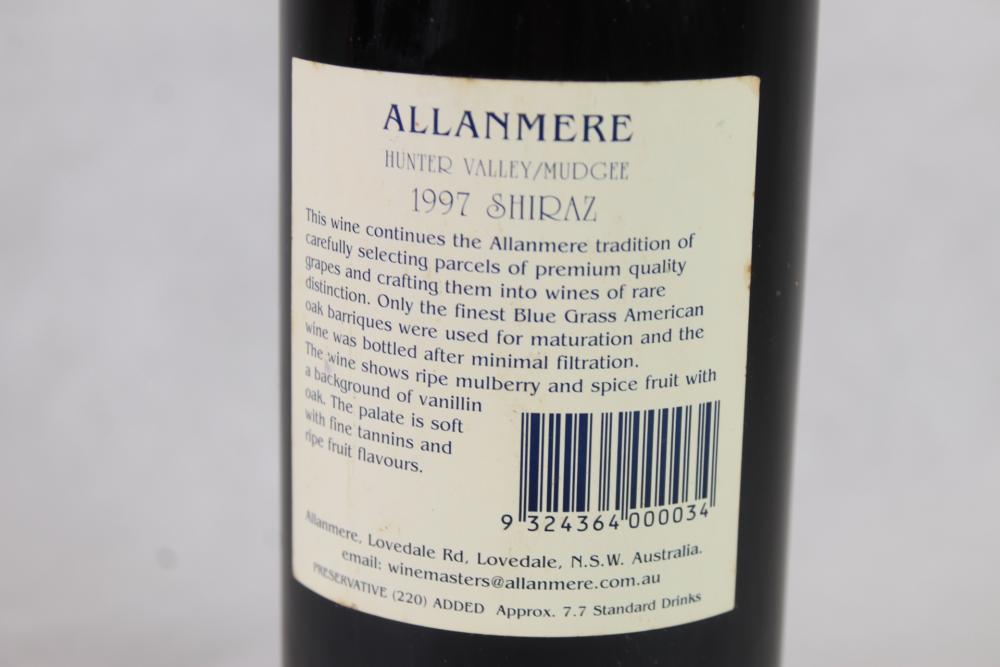 ALLANMERE
HUNTER VALLEY/MUDGEE
1997 SHIRAZ
This wine continues the Allanmere tradition of
carefully selecting parcels of premium quality
grapes and crafting them into wines of rare
distinction. Only the finest Blue Grass American
oak barriques were used for maturation and the
wine was bottled after minimal filtration.
The wine shows ripe mulberry and spice fruit with
a background of vanillin
oak. The palate is soft
with fine tannins and
ripe fruit flavours.
9 324364 000034
Allanmere, Lovedale Rd, Lovedale, N.S.W. Australia.
email: winemasters@allanmere.com.au
PRESERVATIVE (220) ADDED Approx. 7.7 Standard Drinks